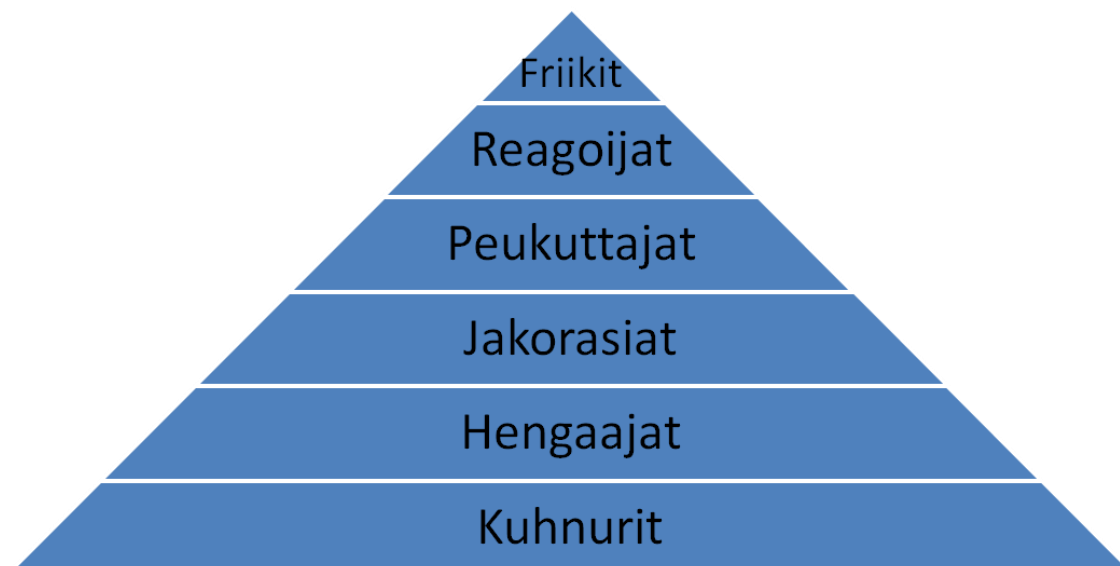 Friikit
Reagoijat
Peukuttajat
Jakorasiat
Hengaajat
Kuhnurit